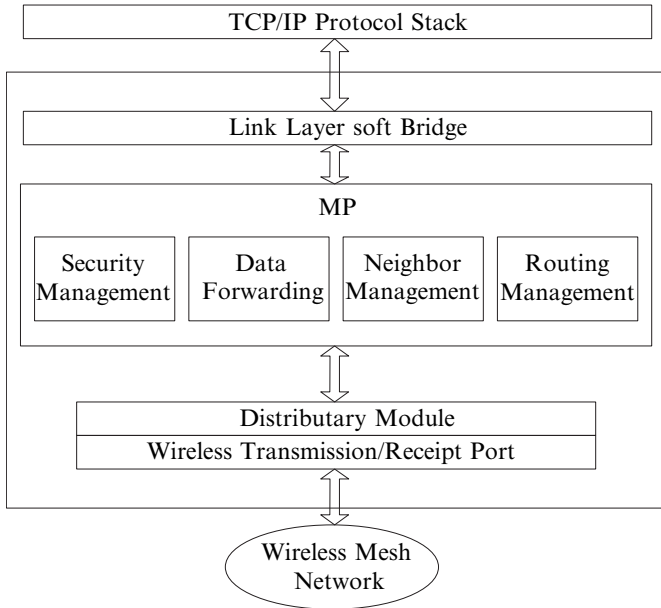 TCP/IP Protocol Stack
Link Layer soft Bridge
MP
Security
Management
Data
Forwarding
Neighbor
Management
Routing
Management
Distributary Module
Wireless Transmission/Receipt Port
Wireless Mesh
Network